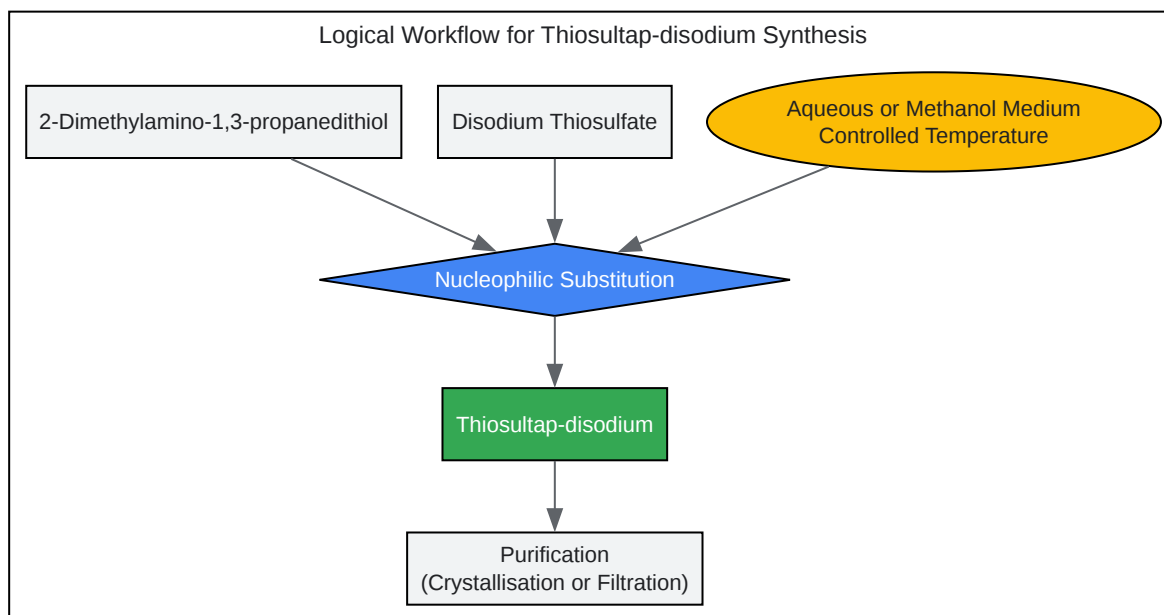 Logical Workflow for Thiosultap-disodium Synthesis
2-Dimethylamino-1,3-propanedithiol
Disodium Thiosulfate
Aqueous or Methanol Medium
Controlled Temperature
Nucleophilic Substitution
Thiosultap-disodium
Purification
(Crystallisation or Filtration)